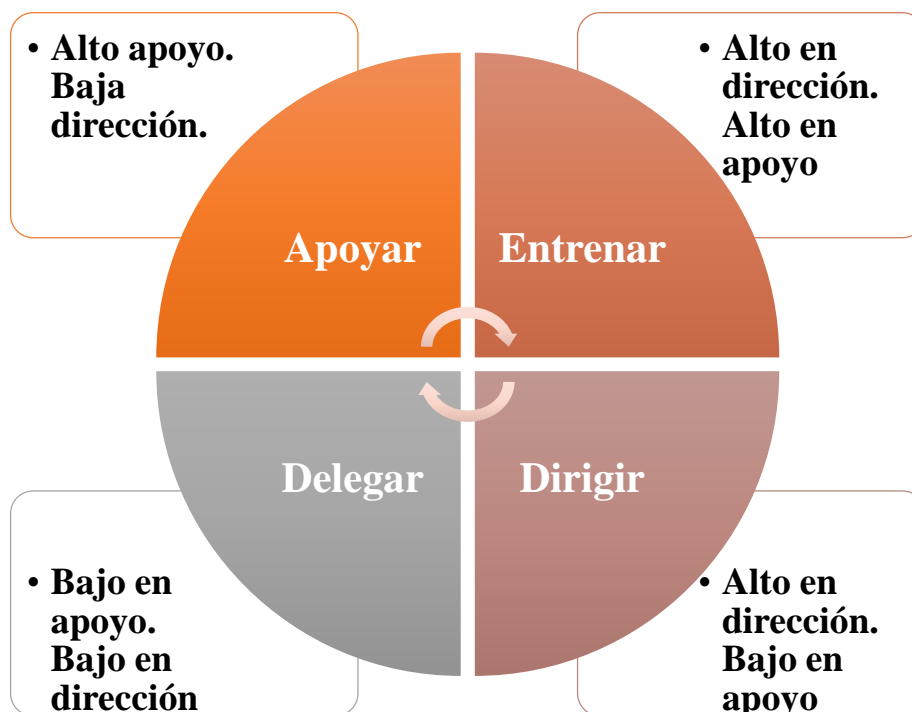 • Alto apoyo.
Baja
dirección.
• Alto en
dirección.
Alto en
apoyo
Apoyar
Entrenar
Delegar
Dirigir
• Bajo en
apoyo.
Bajo en
dirección
• Alto en
dirección.
Bajo en
apoyo